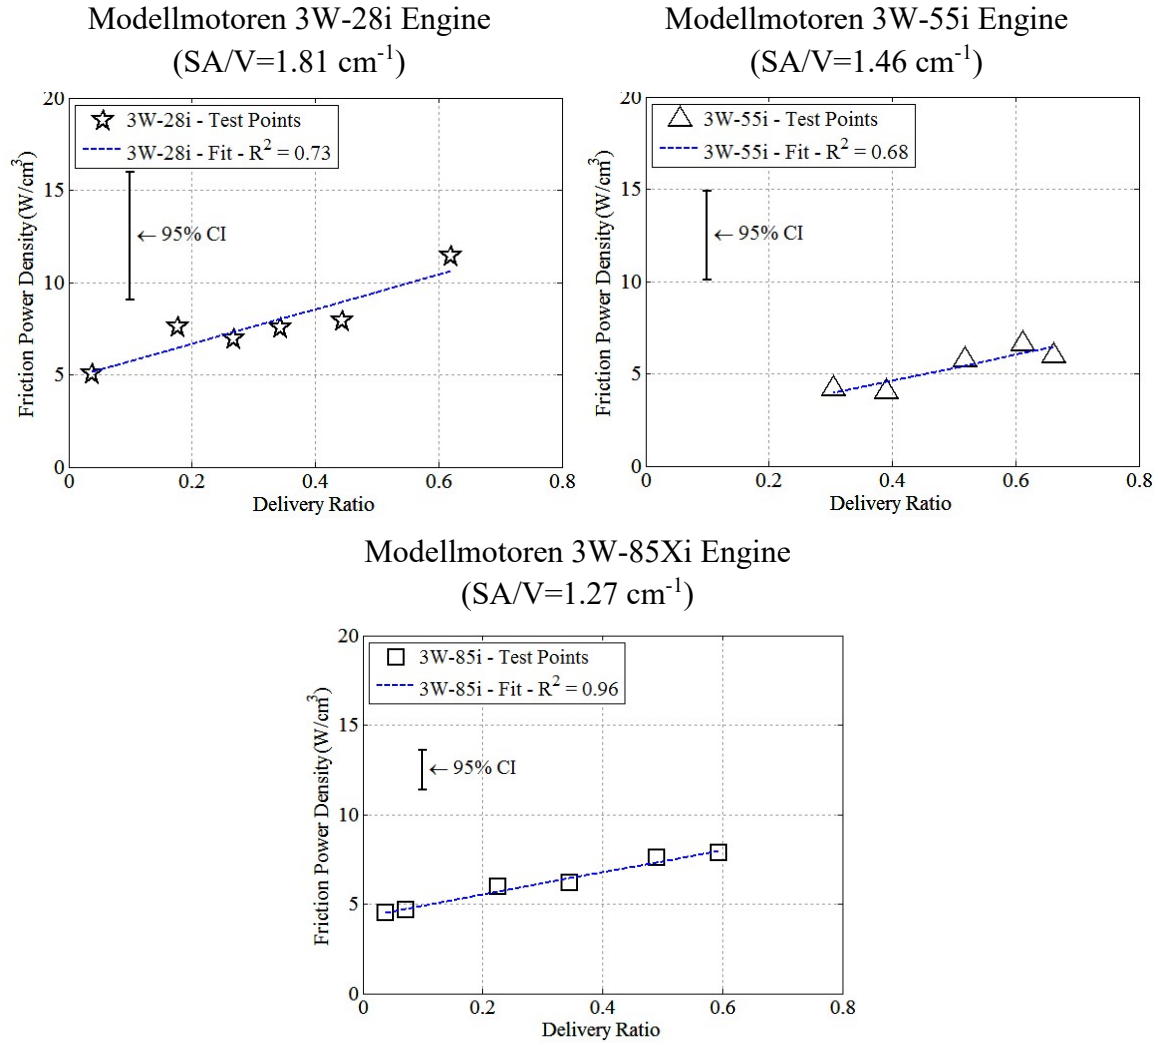 Modellmotoren 3W-28i Engine
(SA/V=1.81 cm-1)
20
15
10
5
0
0
0.2
0.4
0.6
0.8
Friction Power Density (W/cm3)
Delivery Ratio
3W-28i - Test Points
3W-28i - Fit - R2 = 0.73
← 95% CI
Modellmotoren 3W-55i Engine
(SA/V=1.46 cm-1)
20
15
10
5
0
0
0.2
0.4
0.6
0.8
Friction Power Density (W/cm3)
Delivery Ratio
3W-55i - Test Points
3W-55i - Fit - R2 = 0.68
← 95% CI
Modellmotoren 3W-85Xi Engine
(SA/V=1.27 cm-1)
20
15
10
5
0
0
0.2
0.4
0.6
0.8
Friction Power Density (W/cm3)
Delivery Ratio
3W-85i - Test Points
3W-85i - Fit - R2 = 0.96
← 95% CI